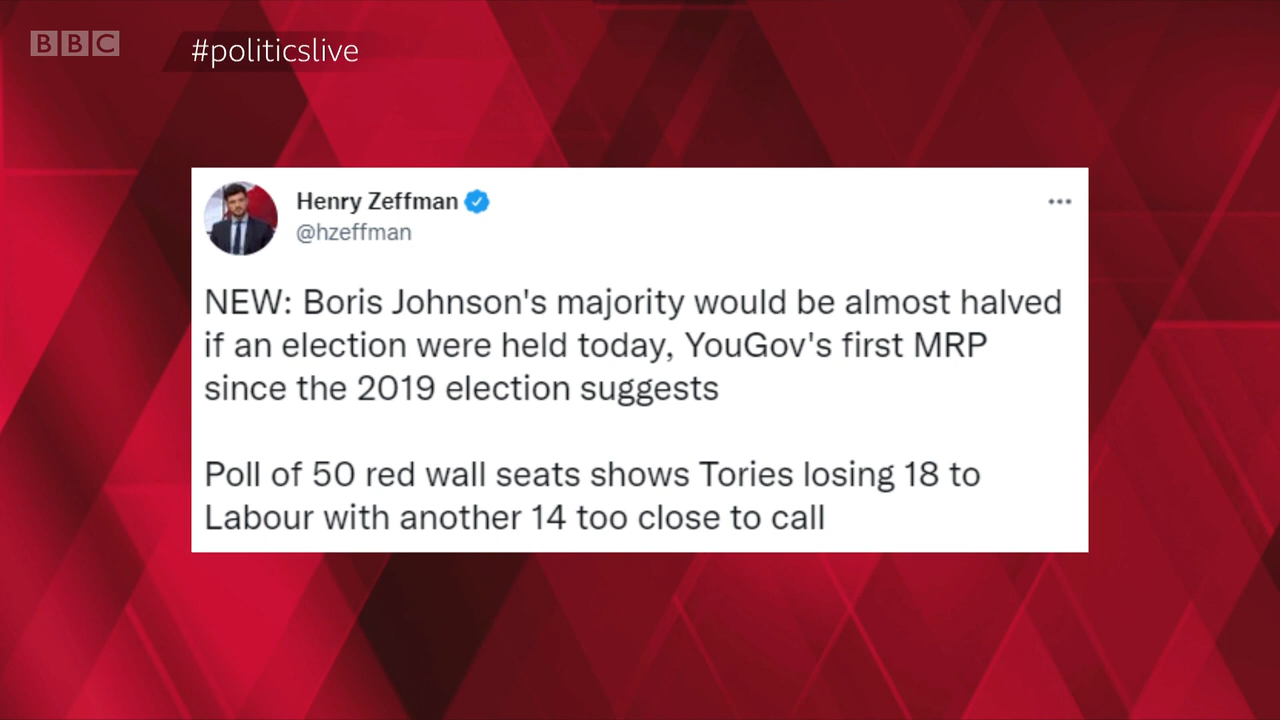 BBC
#politicslive
Henry Zeffman
@hzeffman
NEW: Boris Johnson's majority would be almost halved
if an election were held today, YouGov's first MRP
since the 2019 election suggests
Poll of 50 red wall seats shows Tories losing 18 to
Labour with another 14 too close to call